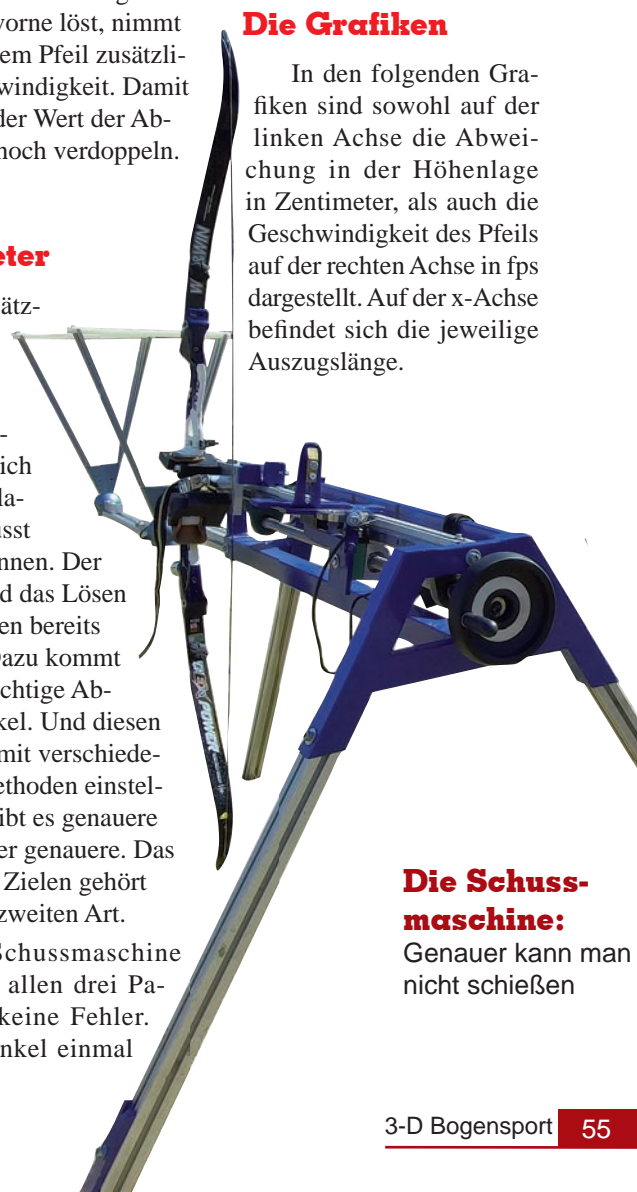 vorne löst, nimmt
em Pfeil zusätzli-
windigkeit. Damit
der Wert der Ab-
noch verdoppeln.
eter
ätz-
-
ich
la-
usst
nnen. Der
d das Lösen
en bereits
Dazu kommt
chtige Ab-
kel. Und diesen
mit verschiede-
ethoden einstel-
ibt es genauere
er genauere. Das
Zielen gehört
zweiten Art.
Schussmaschine
allen drei Pa-
keine Fehler.
nkel einmal
Die Grafiken
In den folgenden Gra-
fiken sind sowohl auf der
linken Achse die Abwei-
chung in der Höhenlage
in Zentimeter, als auch die
Geschwindigkeit des Pfeils
auf der rechten Achse in fps
dargestellt. Auf der x-Achse
befindet sich die jeweilige
Auszugslänge.
POWER
Die Schuss-
maschine:
Genauer kann man
nicht schießen
3-D Bogensport 55